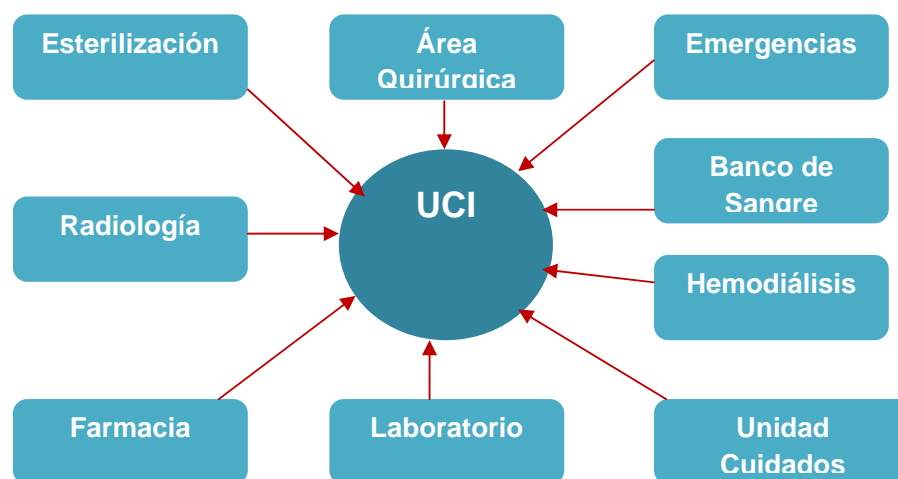 Esterilización
Área
Quirúrgica
Emergencias
UCI
Banco de
Sangre
Radiología
Hemodiálisis
Farmacia
Laboratorio
Unidad
Cuidados